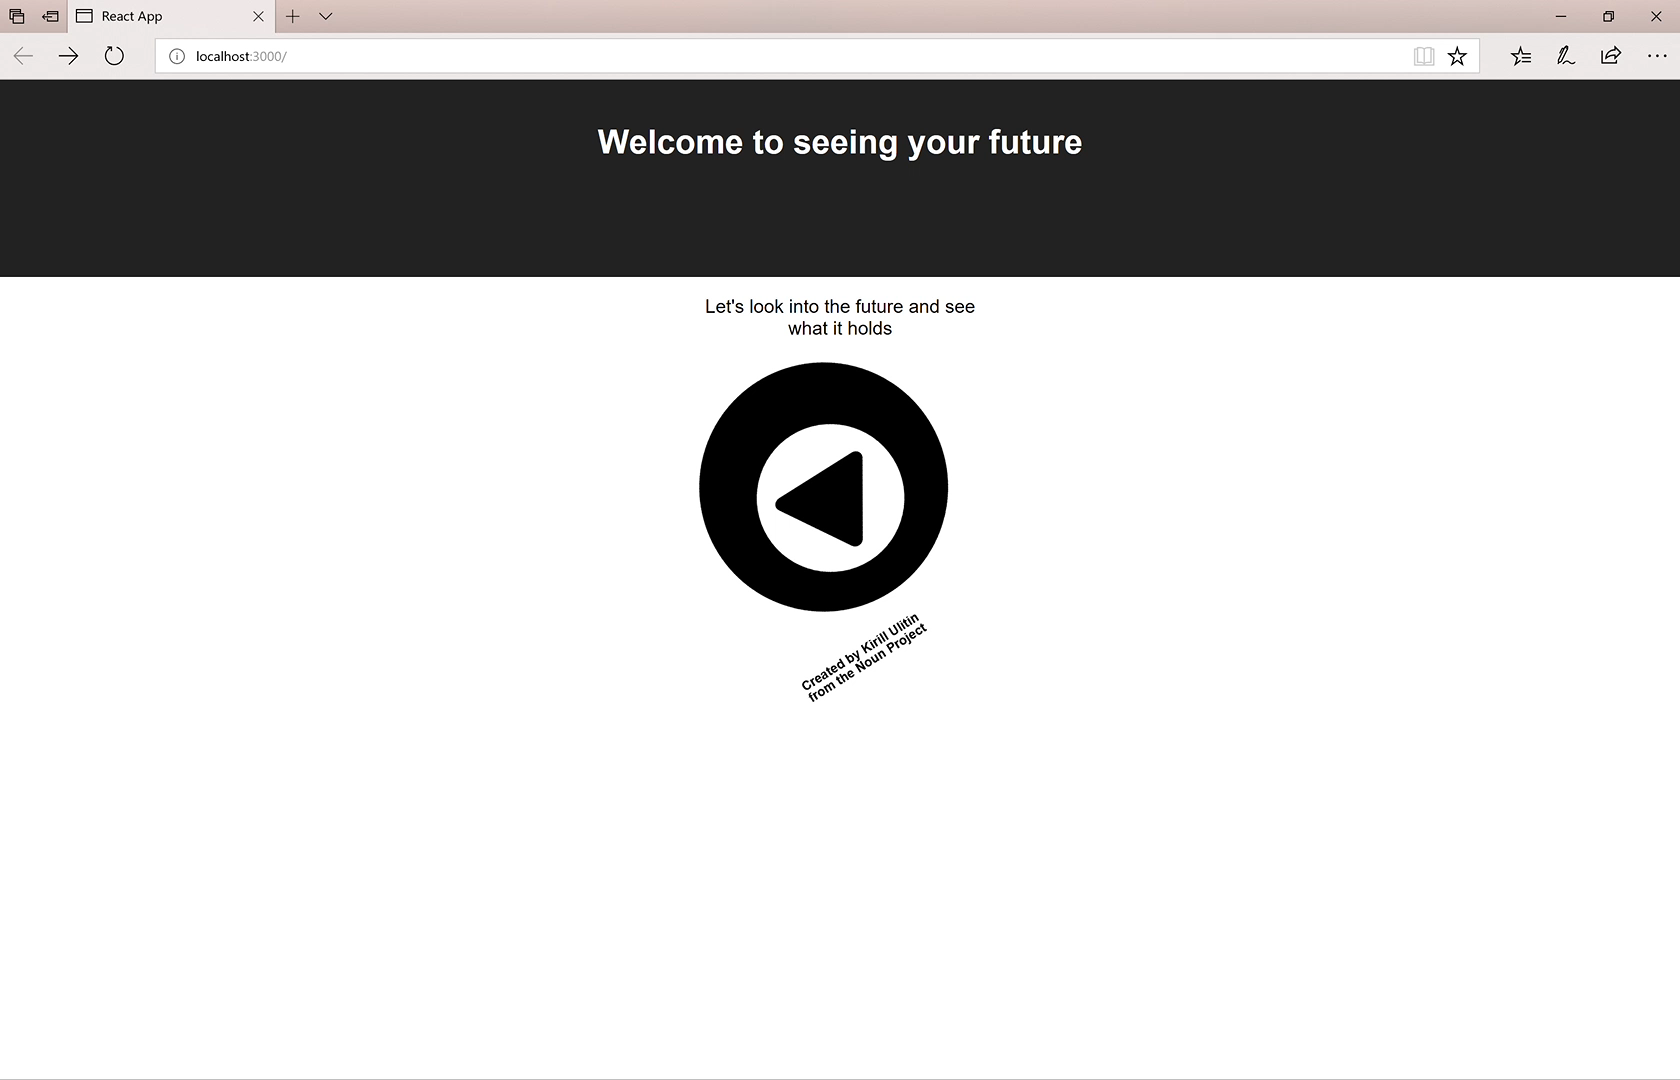 React App
localhost:3000/
Welcome to seeing your future
Let's look into the future and see
what it holds
Created by Kirill Ulitin
from the Noun Project